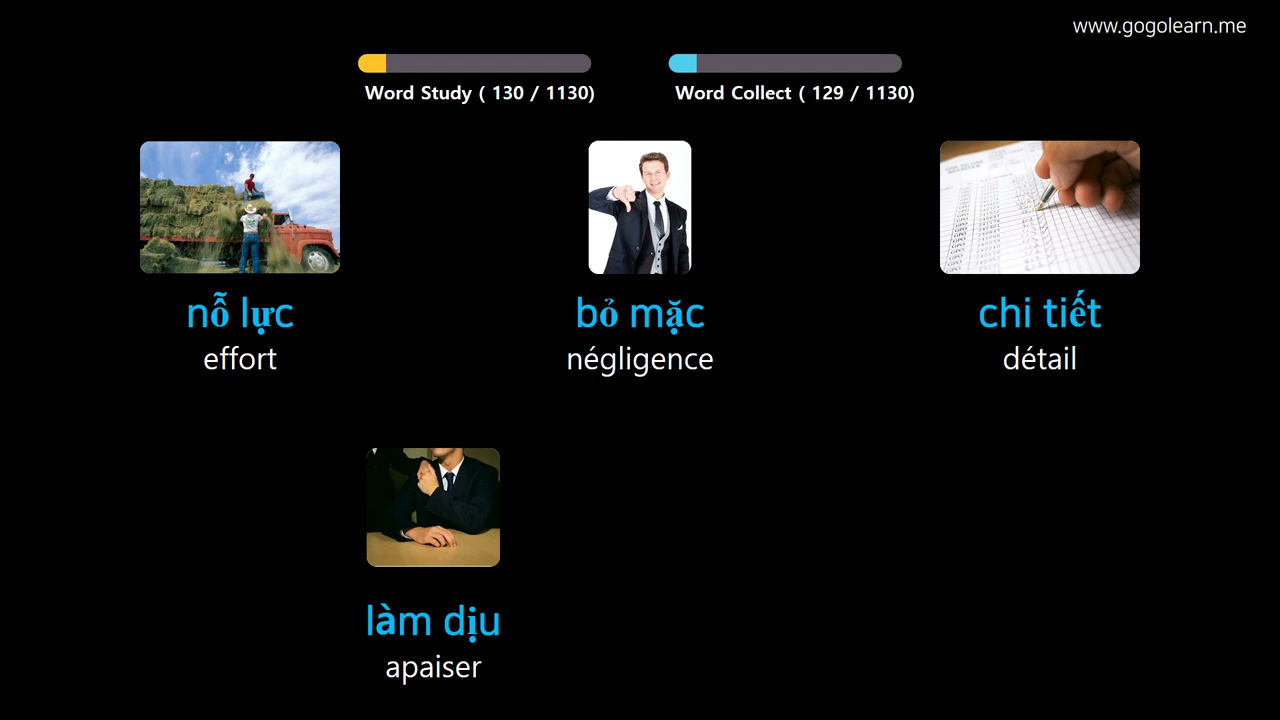 www.gogolearn.me
Word Study ( 130 / 1130)
Word Collect ( 129 / 1130)
nỗ lực
effort
bỏ mặc
négligence
chi tiết
détail
làm dịu
apaiser